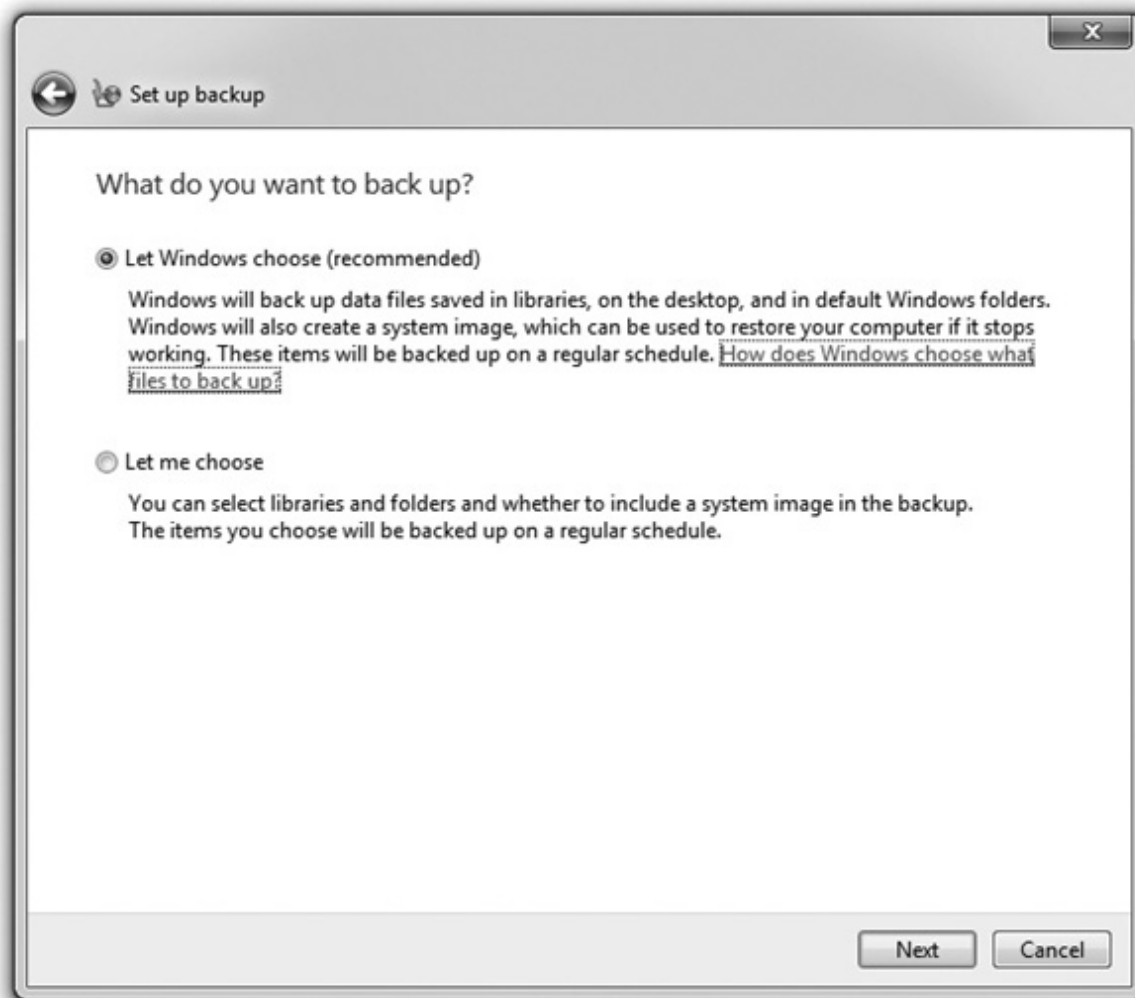 Set up backup
What do you want to back up?
Let Windows choose (recommended)
Windows will back up data files saved in libraries, on the desktop, and in default Windows folders.
Windows will also create a system image, which can be used to restore your computer if it stops
working. These items will be backed up on a regular schedule. How does Windows choose what
files to back up?
Let me choose
You can select libraries and folders and whether to include a system image in the backup.
The items you choose will be backed up on a regular schedule.
Next Cancel